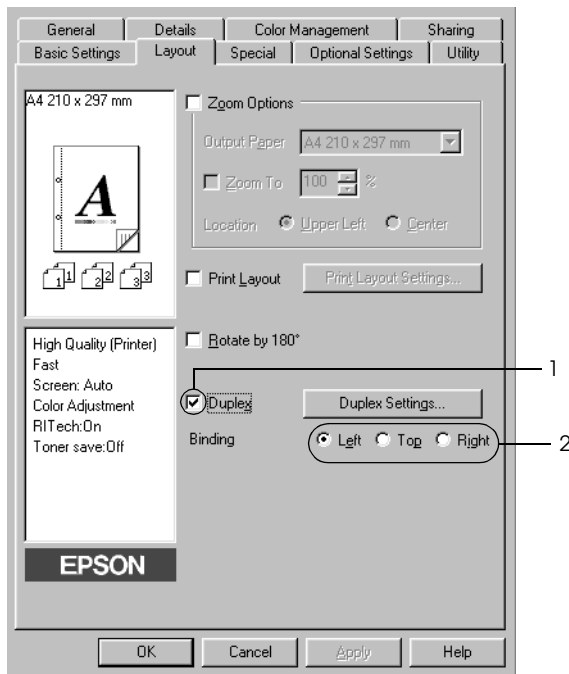 General Details Color Management Sharing
Basic Settings Layout Special Optional Settings Utility
A4 210 x 297 mm
A
1 1 2 2 3 3
Zoom Options
Output Paper A4 210 x 297 mm
Zoom To 100 %
Location Upper Left Center
Print Layout Print Layout Settings...
Rotate by 180°
High Quality (Printer)
Fast
Screen: Auto
Color Adjustment
RITech:On
Toner save:Off
Duplex Duplex Settings...
1
Binding Left Top Right
2
EPSON
OK Cancel Apply Help